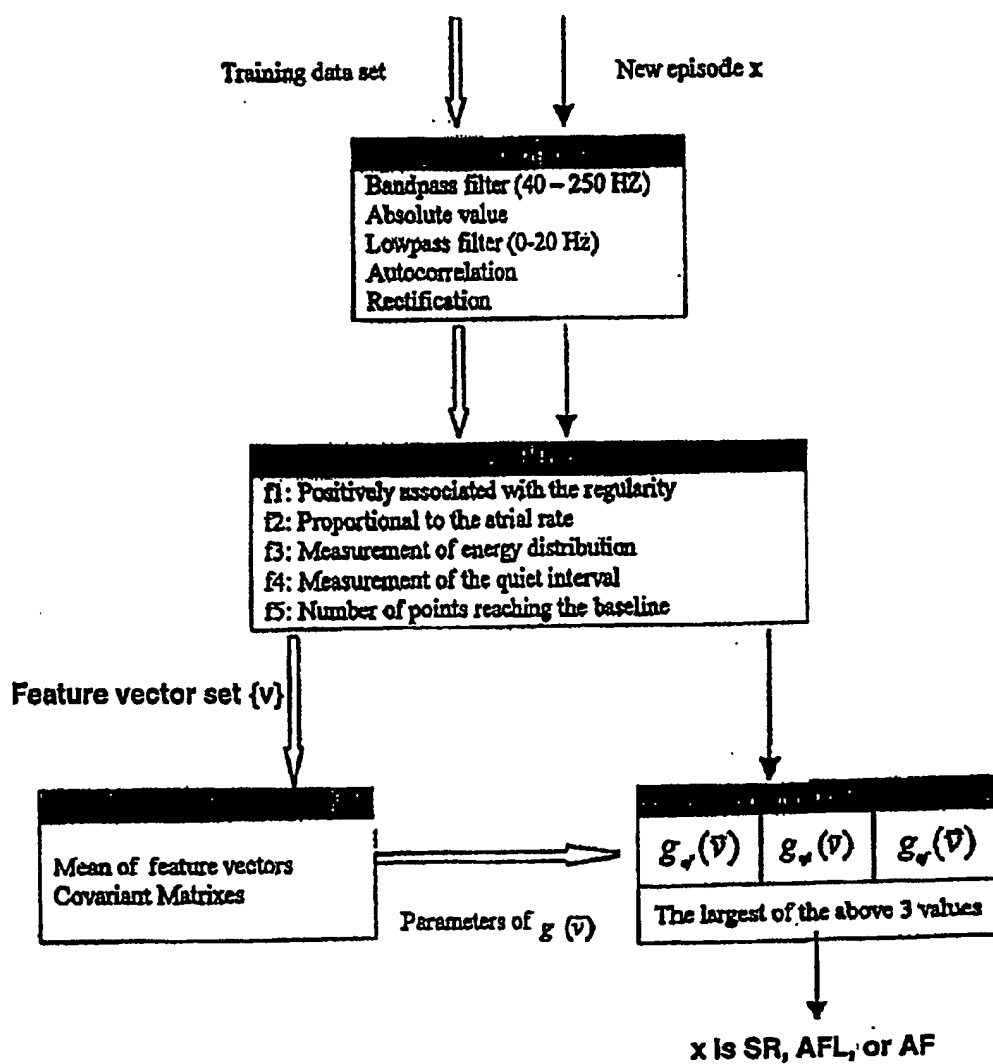 Training data set
New episode x
Bandpass filter (40 – 250 HZ)
Absolute value
Lowpass filter (0-20 Hz)
Autocorrelation
Rectification
f1: Positively associated with the regularity
f2: Proportional to the atrial rate
f3: Measurement of energy distribution
f4: Measurement of the quiet interval
f5: Number of points reaching the baseline
Feature vector set {v}
Mean of feature vectors
Covariant Matrixes
Parameters of g (v̄)
The largest of the above 3 values
x is SR, AFL, or AF